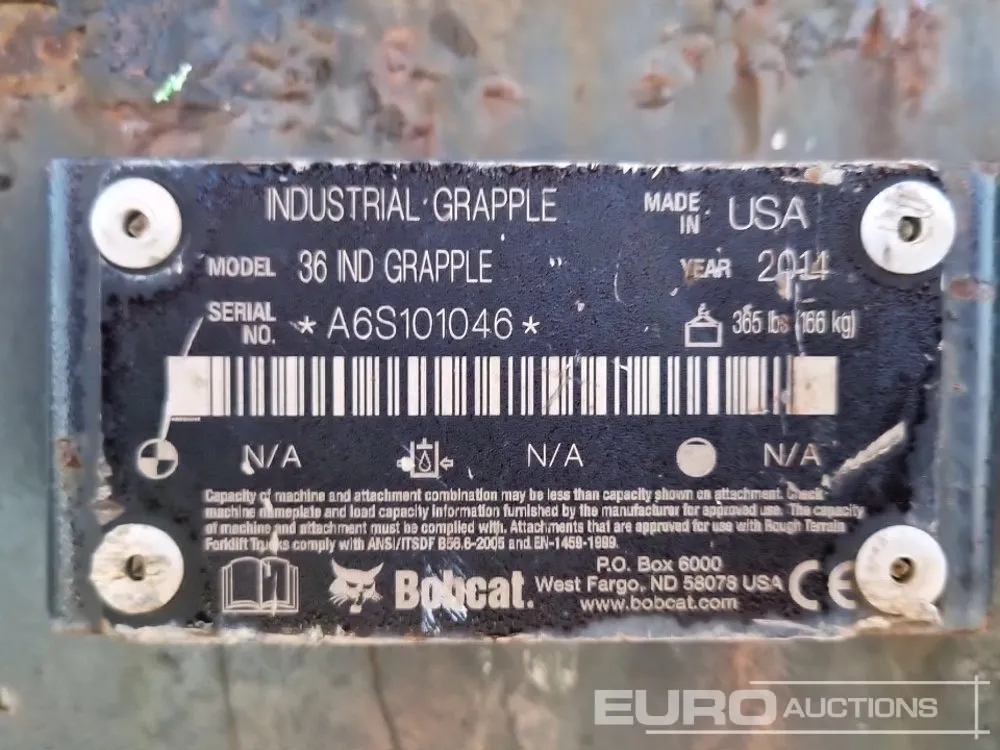 INDUSTRIAL GRAPPLE
MADE IN USA
MODEL 36 IND GRAPPLE
YEAR 2011
SERIAL NO. *A6S101046*
365 lbs (166 kg)
N/A N/A N/A
Capacity of machine and attachment combination may be less than capacity shown on attachment. Check
machine nameplate and load capacity information furnished by the manufacturer for approved use. The capacity
of machine and attachment must be complied with. Attachments that are approved for use with Rough Terrain
Forklift Trucks comply with ANSI/ITSDF B56.6-2005 and EN-1459-1999.
Bobcat.
P.O. Box 6000
West Fargo, ND 58078 USA
www.bobcat.com
CE
EURO AUCTIONS